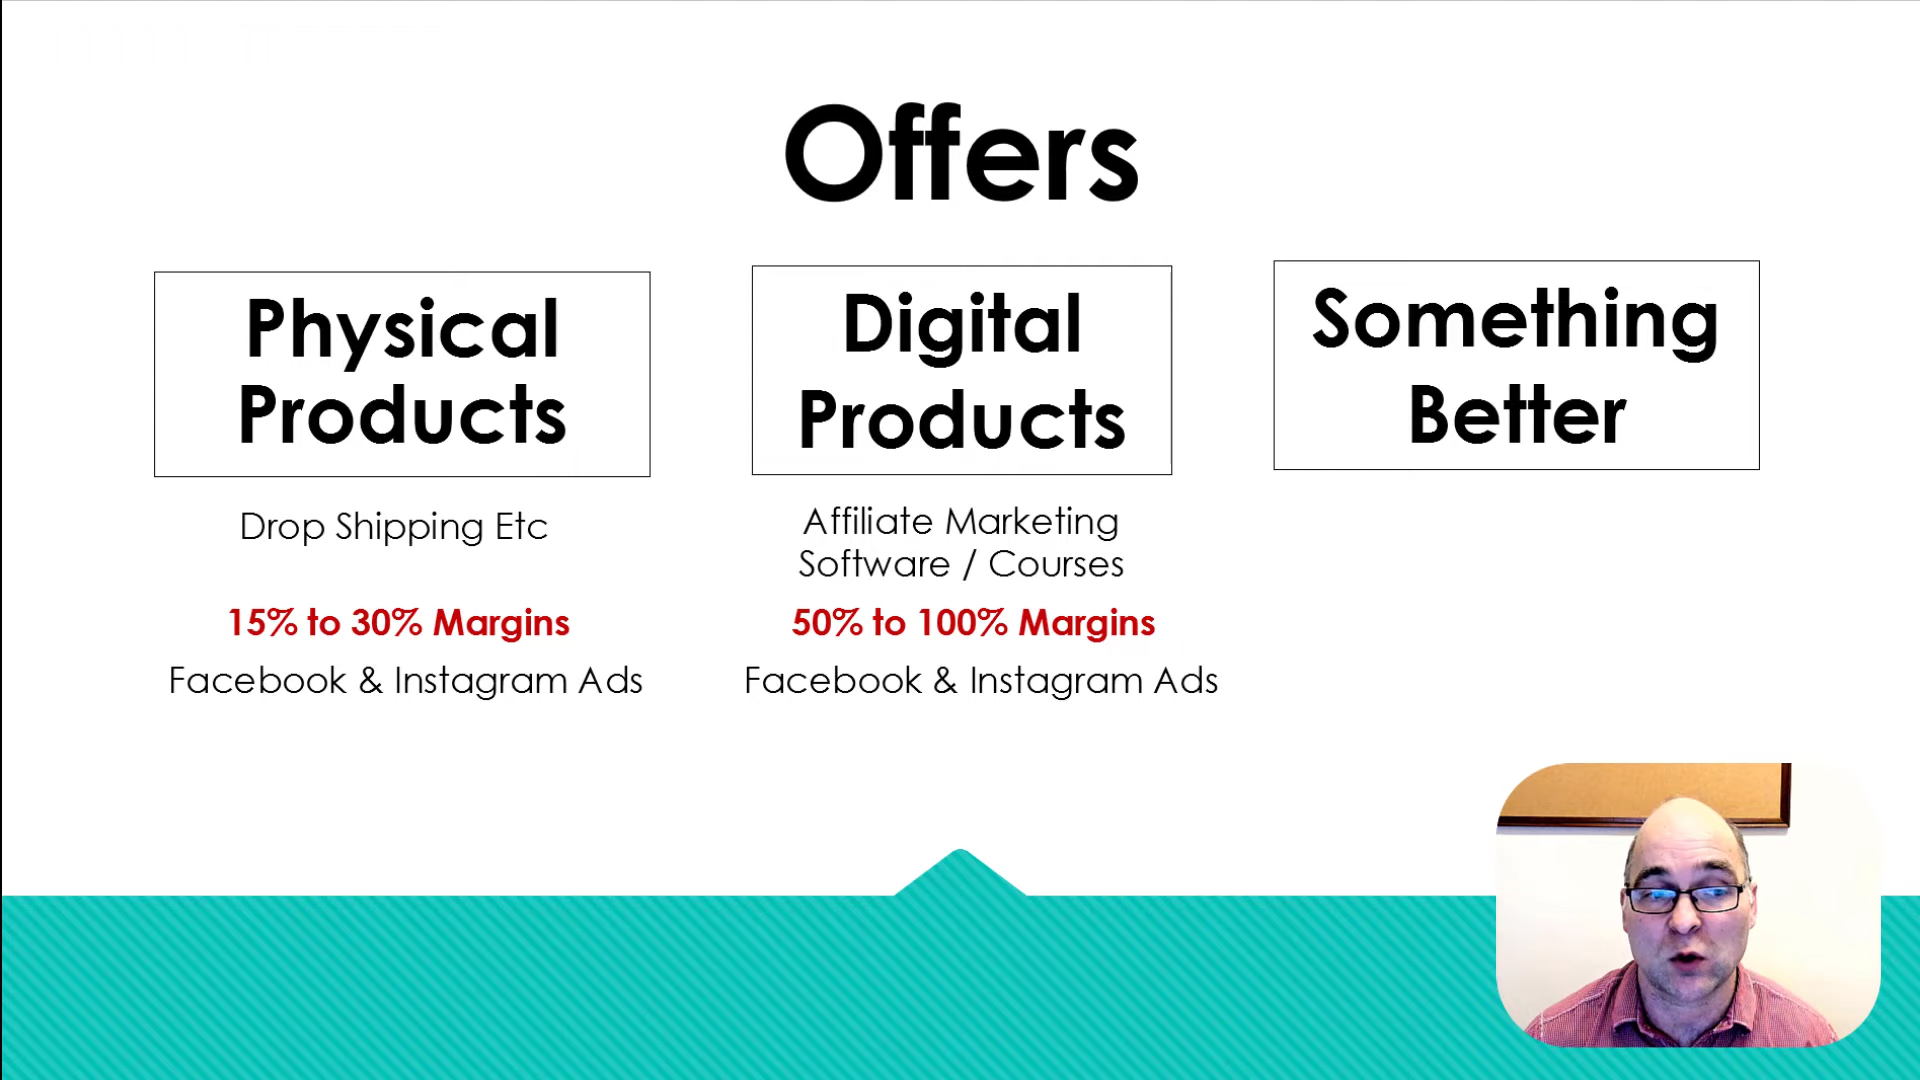 Offers
Physical
Products
Drop Shipping Etc
15% to 30% Margins
Facebook & Instagram Ads
Digital
Products
Affiliate Marketing
Software / Courses
50% to 100% Margins
Facebook & Instagram Ads
Something
Better